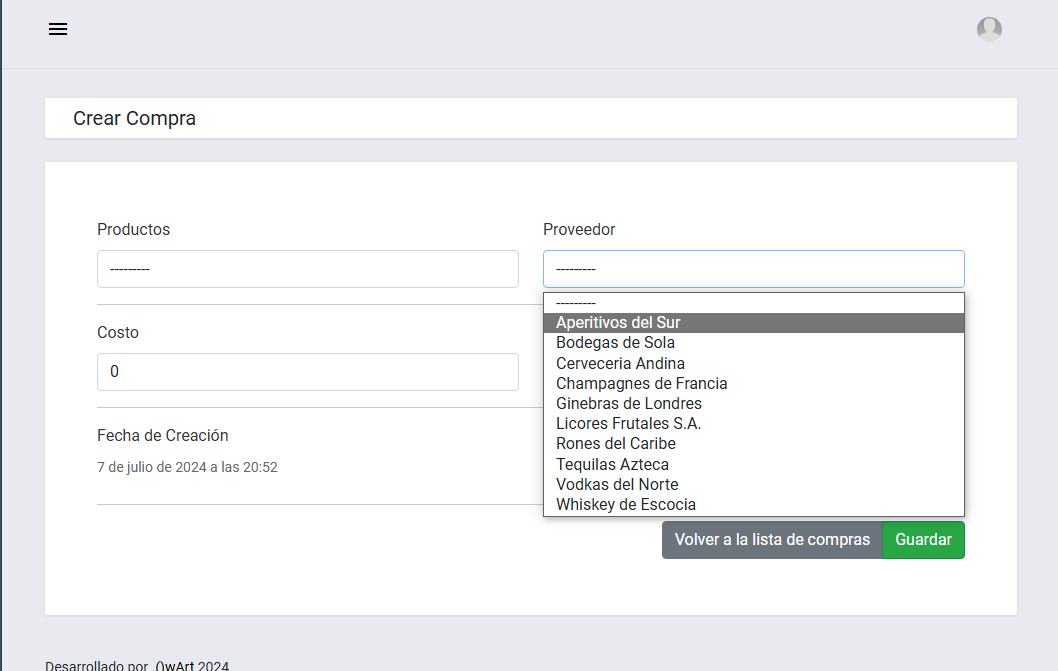 Crear Compra
Productos
---------
Proveedor
---------
---------
Aperitivos del Sur
Bodegas de Sola
Cerveceria Andina
Champagnes de Francia
Ginebras de Londres
Licores Frutales S.A.
Rones del Caribe
Tequilas Azteca
Vodkas del Norte
Whiskey de Escocia
Costo
0
Fecha de Creación
7 de julio de 2024 a las 20:52
Volver a la lista de compras
Guardar
Desarrollado por .()wArt 2024